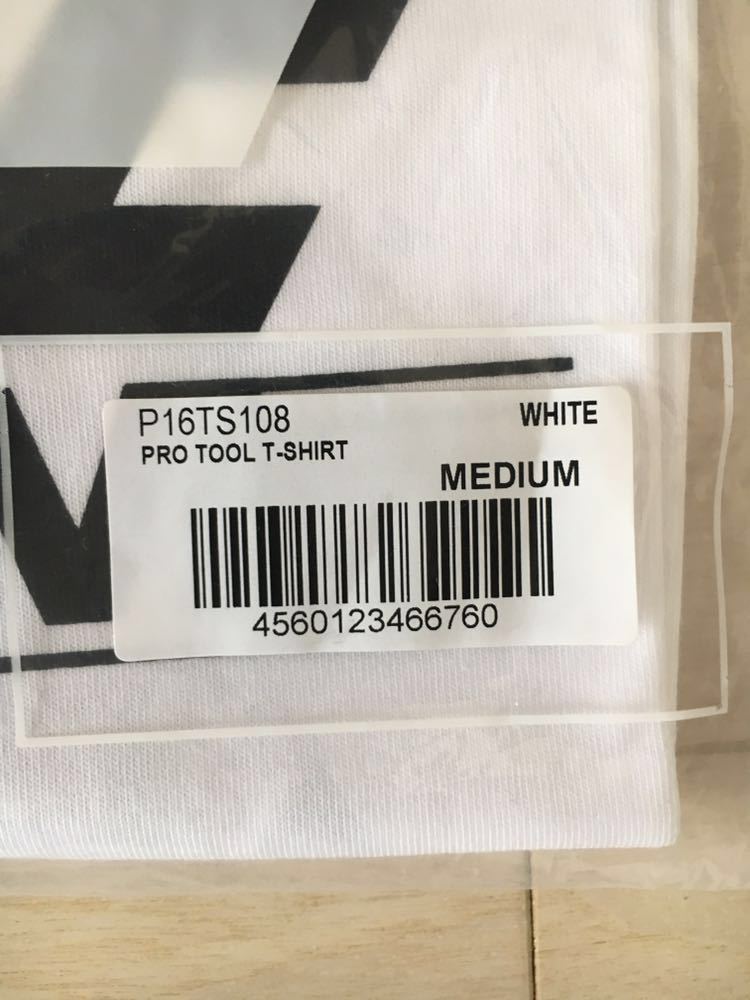 P16TS108 WHITE
PRO TOOL T-SHIRT
MEDIUM
4560123466760